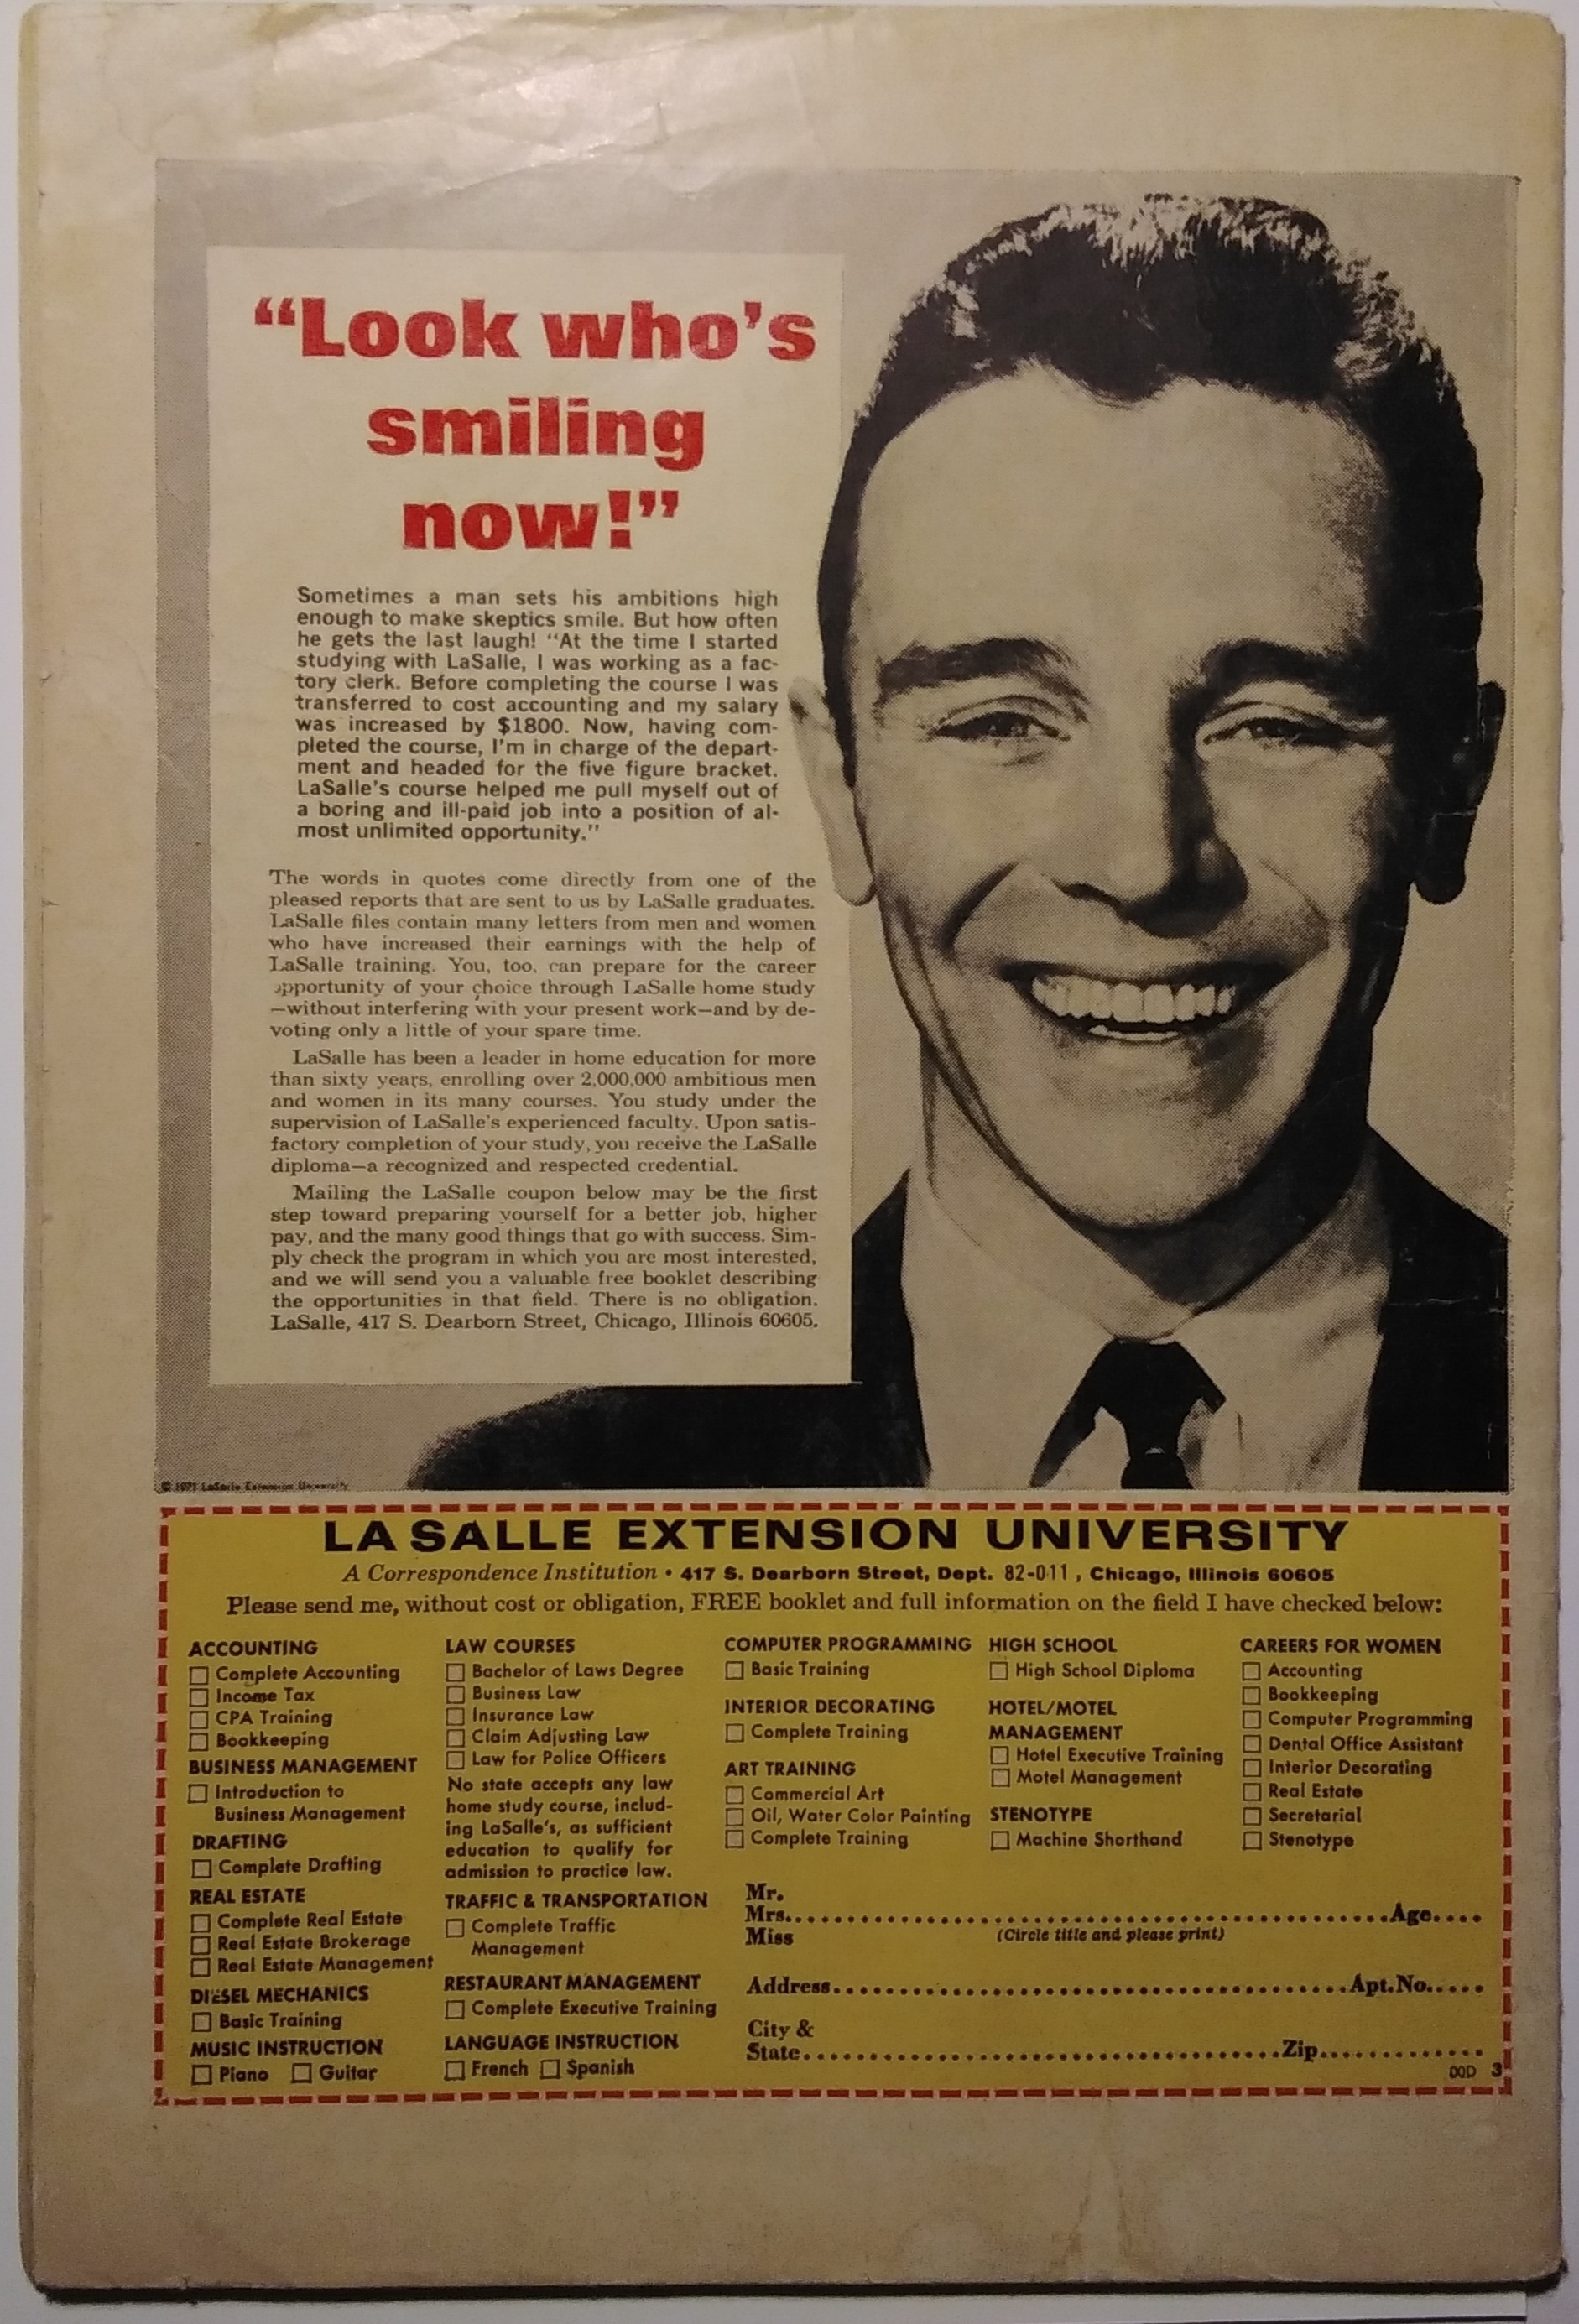 “Look who’s
smiling
now!”
Sometimes a man sets his ambitions high
enough to make skeptics smile. But how often
he gets the last laugh! “At the time I started
studying with LaSalle, I was working as a fac-
tory clerk. Before completing the course I was
transferred to cost accounting and my salary
was increased by $1800. Now, having com-
pleted the course, I’m in charge of the depart-
ment and headed for the five figure bracket.
LaSalle’s course helped me pull myself out of
a boring and ill-paid job into a position of al-
most unlimited opportunity.”
The words in quotes come directly from one of the
pleased reports that are sent to us by LaSalle graduates.
LaSalle files contain many letters from men and women
who have increased their earnings with the help of
LaSalle training. You, too, can prepare for the career
opportunity of your choice through LaSalle home study
—without interfering with your present work—and by de-
voting only a little of your spare time.
LaSalle has been a leader in home education for more
than sixty years, enrolling over 2,000,000 ambitious men
and women in its many courses. You study under the
supervision of LaSalle’s experienced faculty. Upon satis-
factory completion of your study, you receive the LaSalle
diploma—a recognized and respected credential.
Mailing the LaSalle coupon below may be the first
step toward preparing yourself for a better job, higher
pay, and the many good things that go with success. Sim-
ply check the program in which you are most interested,
and we will send you a valuable free booklet describing
the opportunities in that field. There is no obligation.
LaSalle, 417 S. Dearborn Street, Chicago, Illinois 60605.
© 1971 LaSalle Extension University
LA SALLE EXTENSION UNIVERSITY
A Correspondence Institution • 417 S. Dearborn Street, Dept. 82-011, Chicago, Illinois 60605
Please send me, without cost or obligation, FREE booklet and full information on the field I have checked below:
ACCOUNTING
Complete Accounting
Income Tax
CPA Training
Bookkeeping
BUSINESS MANAGEMENT
Introduction to
Business Management
DRAFTING
Complete Drafting
REAL ESTATE
Complete Real Estate
Real Estate Brokerage
Real Estate Management
DIESEL MECHANICS
Basic Training
MUSIC INSTRUCTION
Piano Guitar
LAW COURSES
Bachelor of Laws Degree
Business Law
Insurance Law
Claim Adjusting Law
Law for Police Officers
No state accepts any law
home study course, includ-
ing LaSalle’s, as sufficient
education to qualify for
admission to practice law.
TRAFFIC & TRANSPORTATION
Complete Traffic
Management
RESTAURANT MANAGEMENT
Complete Executive Training
LANGUAGE INSTRUCTION
French Spanish
COMPUTER PROGRAMMING
Basic Training
INTERIOR DECORATING
Complete Training
ART TRAINING
Commercial Art
Oil, Water Color Painting
Complete Training
HIGH SCHOOL
High School Diploma
HOTEL/MOTEL
MANAGEMENT
Hotel Executive Training
Motel Management
STENOTYPE
Machine Shorthand
CAREERS FOR WOMEN
Accounting
Bookkeeping
Computer Programming
Dental Office Assistant
Interior Decorating
Real Estate
Secretarial
Stenotype
Mr.
Mrs. Age
Miss (Circle title and please print)
Address Apt.No.
City &
State Zip
DOD 3